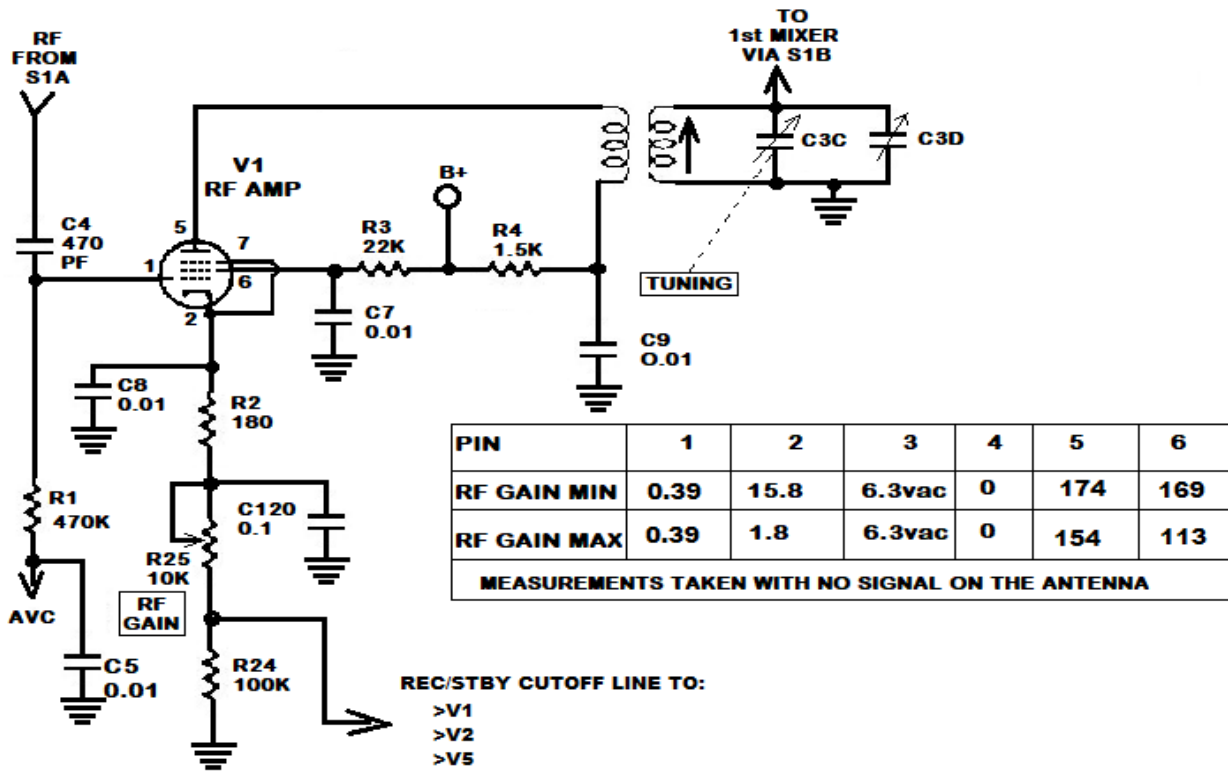 RF
FROM
S1A
TO
1st MIXER
VIA S1B
C3C
C3D
V1
RF AMP
B+
C4
470
PF
5
7
1
6
2
R3
22K
R4
1.5K
TUNING
C7
0.01
C9
O.01
C8
0.01
R2
180
R1
470K
C120
0.1
R25
10K
RF
GAIN
AVC
C5
0.01
R24
100K
PIN 1 2 3 4 5 6
RF GAIN MIN 0.39 15.8 6.3vac 0 174 169
RF GAIN MAX 0.39 1.8 6.3vac 0 154 113
MEASUREMENTS TAKEN WITH NO SIGNAL ON THE ANTENNA
REC/STBY CUTOFF LINE TO:
>V1
>V2
>V5